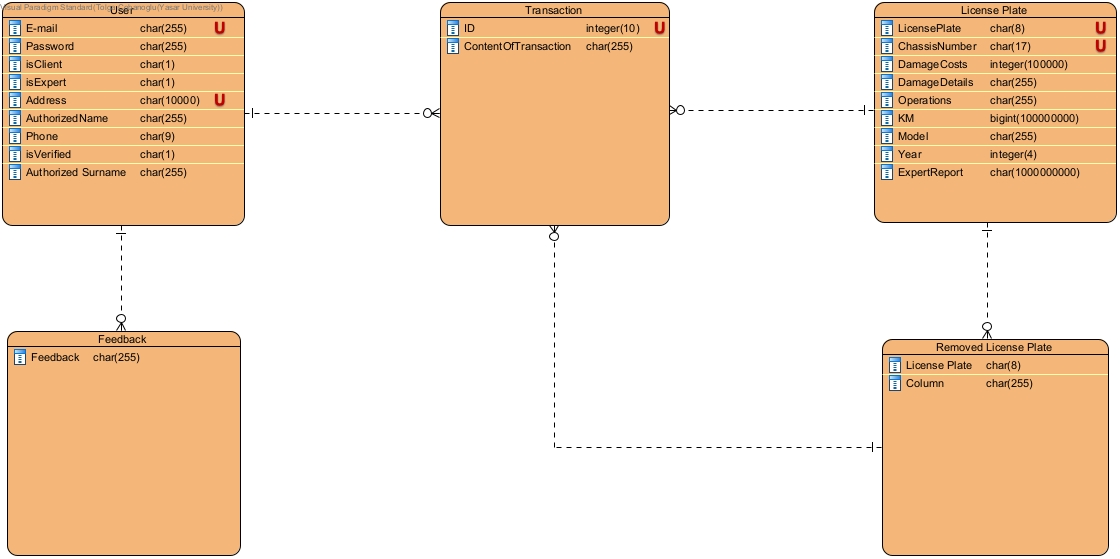 User
E-mail char(255) U
Password char(255)
isClient char(1)
isExpert char(1)
Address char(10000) U
AuthorizedName char(255)
Phone char(9)
isVerified char(1)
Authorized Surname char(255)
Transaction
ID integer(10) U
ContentOfTransaction char(255)
License Plate
LicensePlate char(8) U
ChassisNumber char(17) U
DamageCosts integer(100000)
DamageDetails char(255)
Operations char(255)
KM bigint(100000000)
Model char(255)
Year integer(4)
ExpertReport char(1000000000)
Feedback
Feedback char(255)
Removed License Plate
License Plate char(8)
Column char(255)